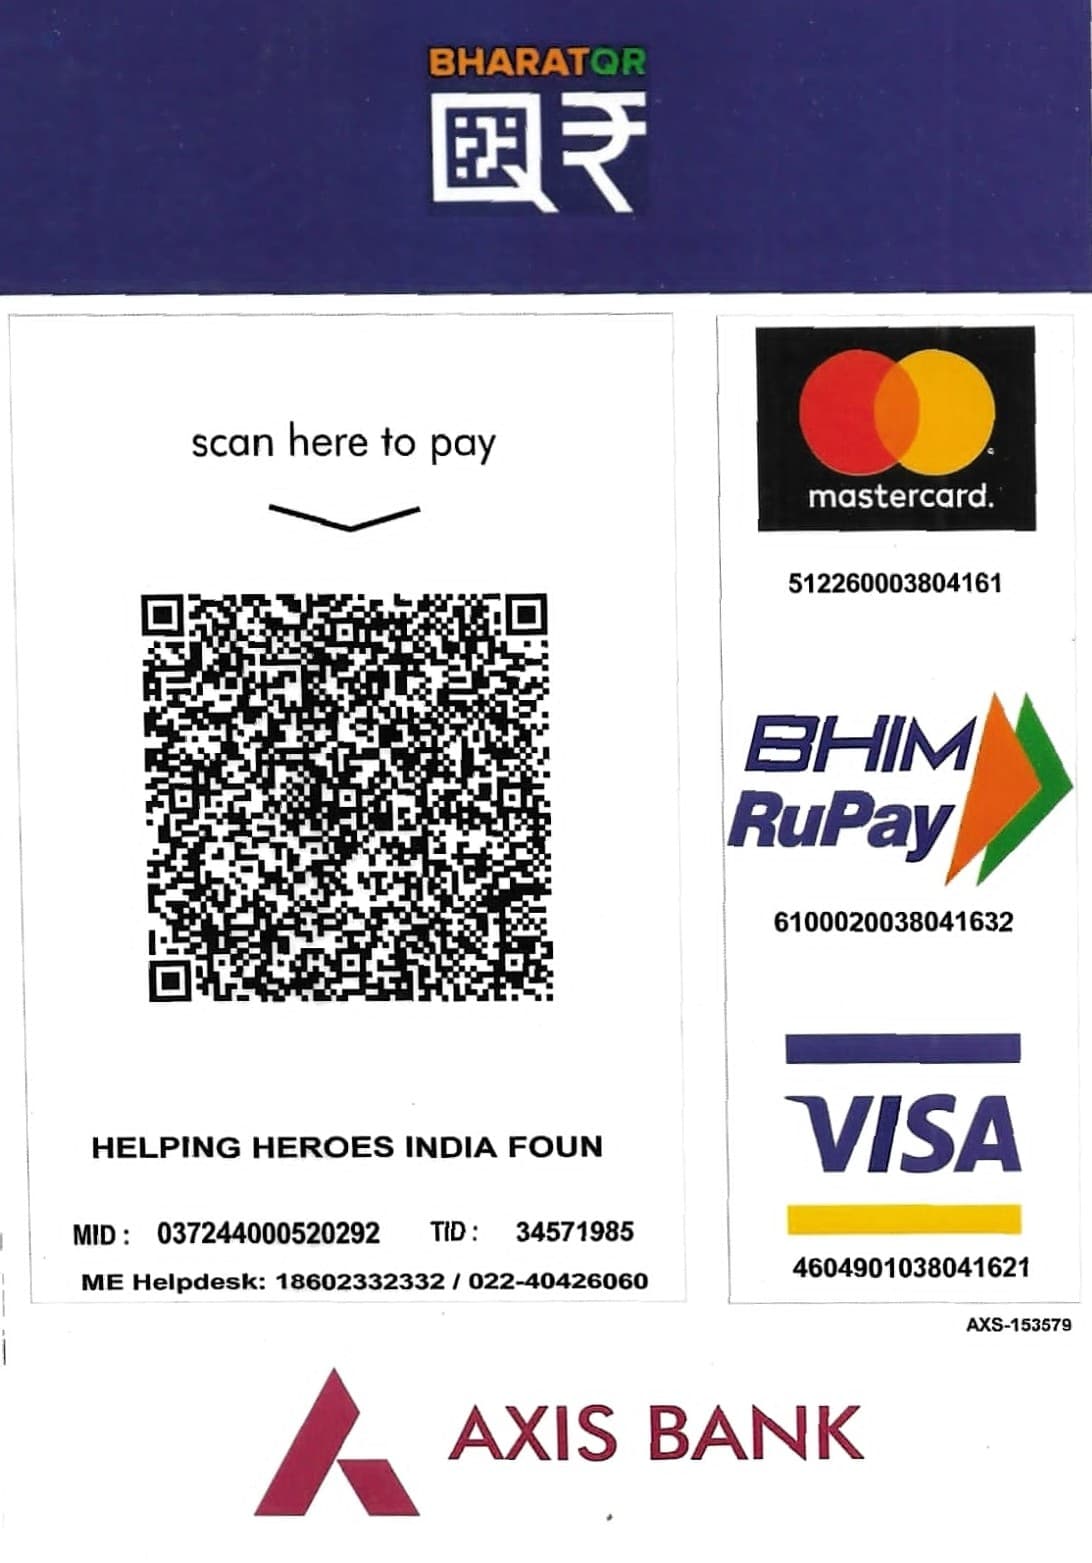 BHARATQR
scan here to pay
HELPING HEROES INDIA FOUN
MID : 037244000520292 TID : 34571985
ME Helpdesk: 18602332332 / 022-40426060
mastercard.
512260003804161
BHIM
RuPay
6100020038041632
VISA
4604901038041621
AXS-153579
AXIS BANK